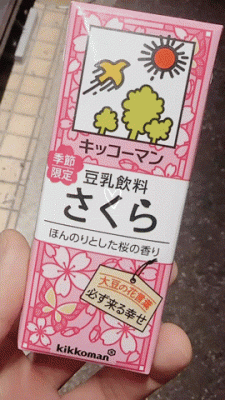 キッコーマン
季節
限定
豆乳飲料
さくら
ほんのりとした桜の香り
大豆の花言葉
必ず来る幸せ
kikkoman®